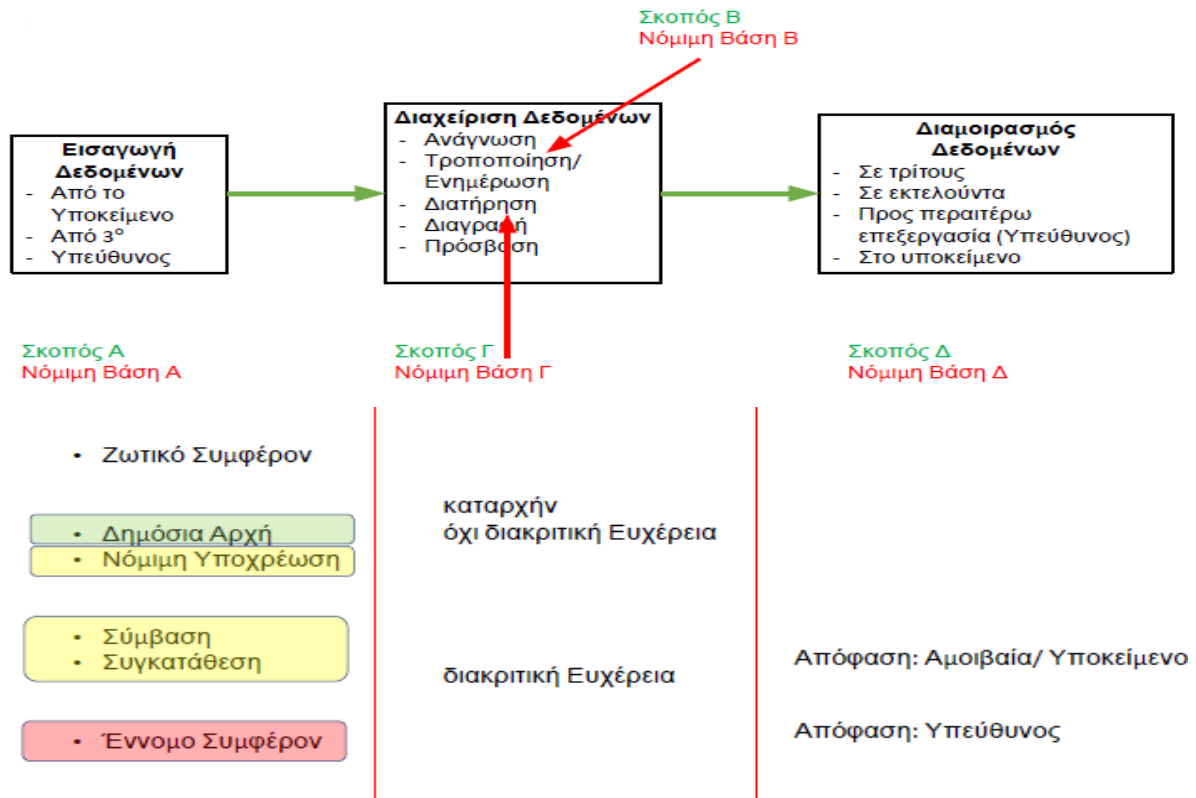 Σκοπός Β
Νόμιμη Βάση Β
Εισαγωγή
Δεδομένων
- Από το
Υποκείμενο
- Από 3ο
- Υπεύθυνος
Διαχείριση Δεδομένων
- Ανάγνωση
- Τροποποίηση/
Ενημέρωση
- Διατήρηση
- Διαγραφή
- Πρόσβαση
Διαμοιρασμός
Δεδομένων
- Σε τρίτους
- Σε εκτελούντα
- Προς περαιτέρω
επεξεργασία (Υπεύθυνος)
- Στο υποκείμενο
Σκοπός Α
Νόμιμη Βάση Α
Σκοπός Γ
Νόμιμη Βάση Γ
Σκοπός Δ
Νόμιμη Βάση Δ
• Ζωτικό Συμφέρον
• Δημόσια Αρχή
• Νόμιμη Υποχρέωση
• Σύμβαση
• Συγκατάθεση
• Έννομο Συμφέρον
καταρχήν
όχι διακριτική Ευχέρεια
διακριτική Ευχέρεια
Απόφαση: Αμοιβαία/ Υποκείμενο
Απόφαση: Υπεύθυνος